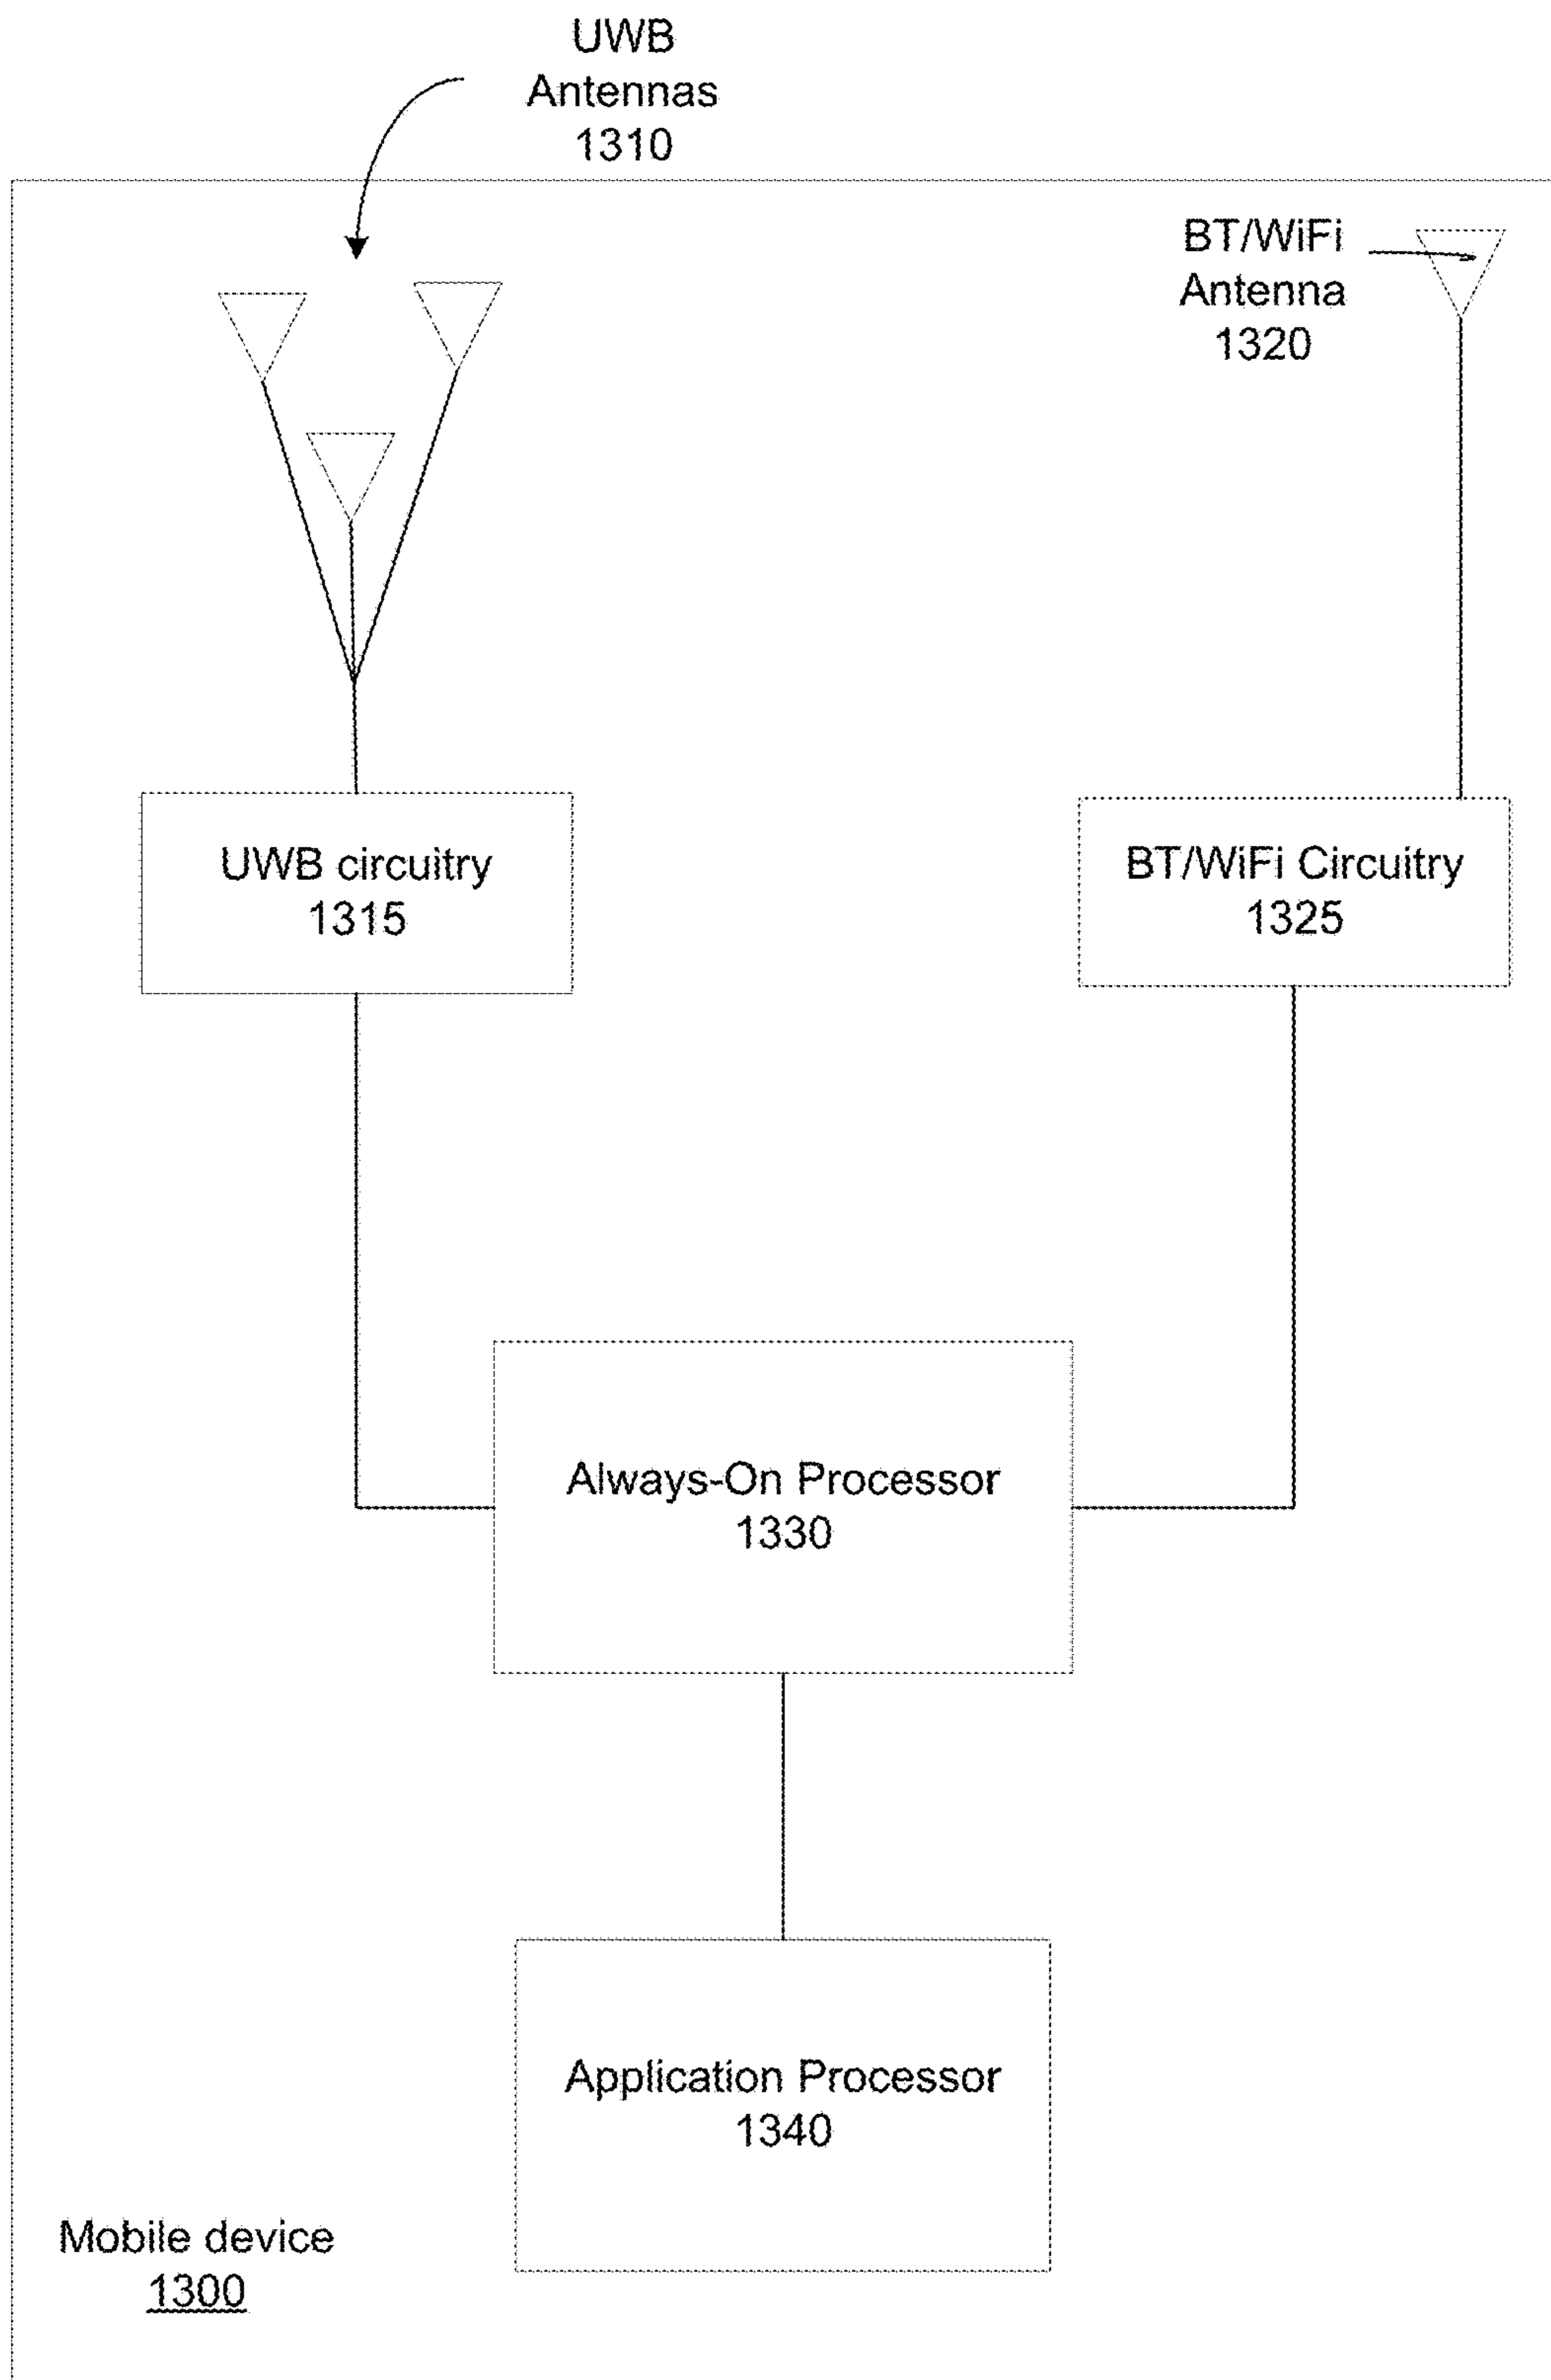 UWB
Antennas
1310
BT/WiFi
Antenna
1320
UWB circuitry
1315
BT/WiFi Circuitry
1325
Always-On Processor
1330
Application Processor
1340
Mobile device
1300